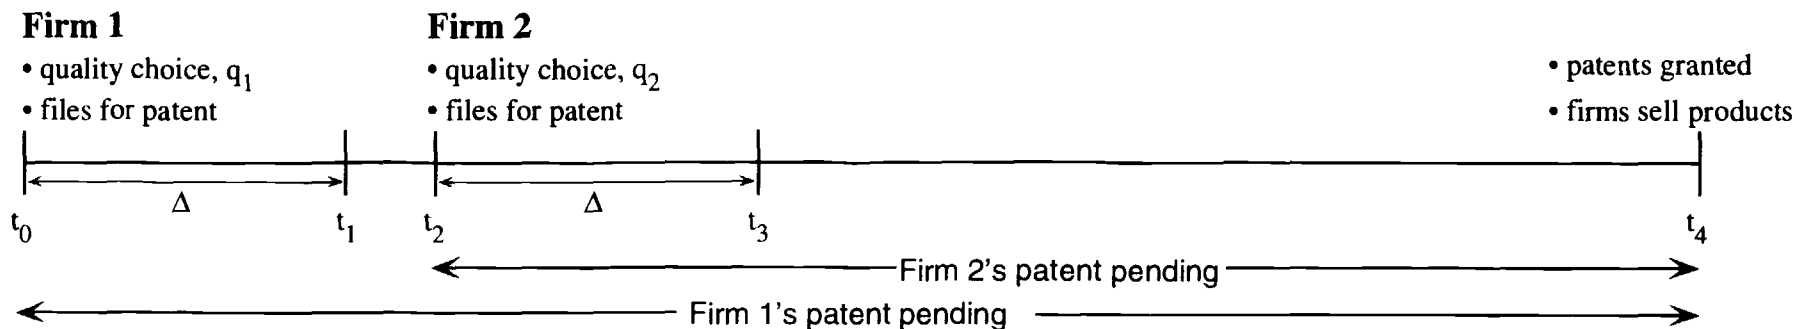 Firm 1
• quality choice, q1
• files for patent
Firm 2
• quality choice, q2
• files for patent
• patents granted
• firms sell products
Δ
Δ
t0
t1
t2
t3
t4
Firm 2's patent pending
Firm 1's patent pending